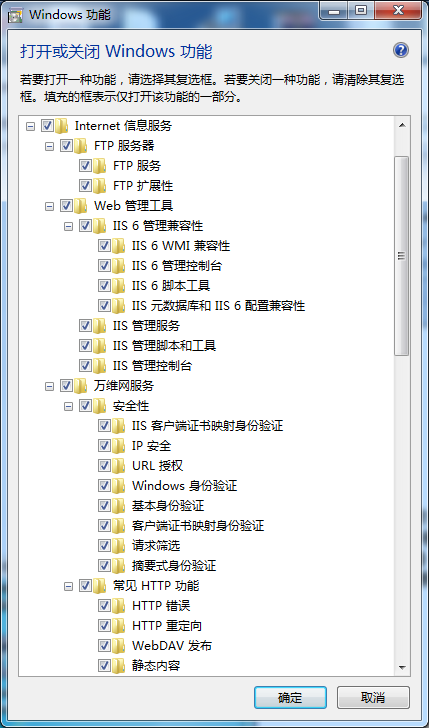 Windows 功能
打开或关闭 Windows 功能
若要打开一种功能，请选择其复选框。若要关闭一种功能，请清除其复选
框。填充的框表示仅打开该功能的一部分。
Internet 信息服务
FTP 服务器
FTP 服务
FTP 扩展性
Web 管理工具
IIS 6 管理兼容性
IIS 6 WMI 兼容性
IIS 6 管理控制台
IIS 6 脚本工具
IIS 元数据库和 IIS 6 配置兼容性
IIS 管理服务
IIS 管理脚本和工具
IIS 管理控制台
万维网服务
安全性
IIS 客户端证书映射身份验证
IP 安全
URL 授权
Windows 身份验证
基本身份验证
客户端证书映射身份验证
请求筛选
摘要式身份验证
常见 HTTP 功能
HTTP 错误
HTTP 重定向
WebDAV 发布
静态内容
确定
取消